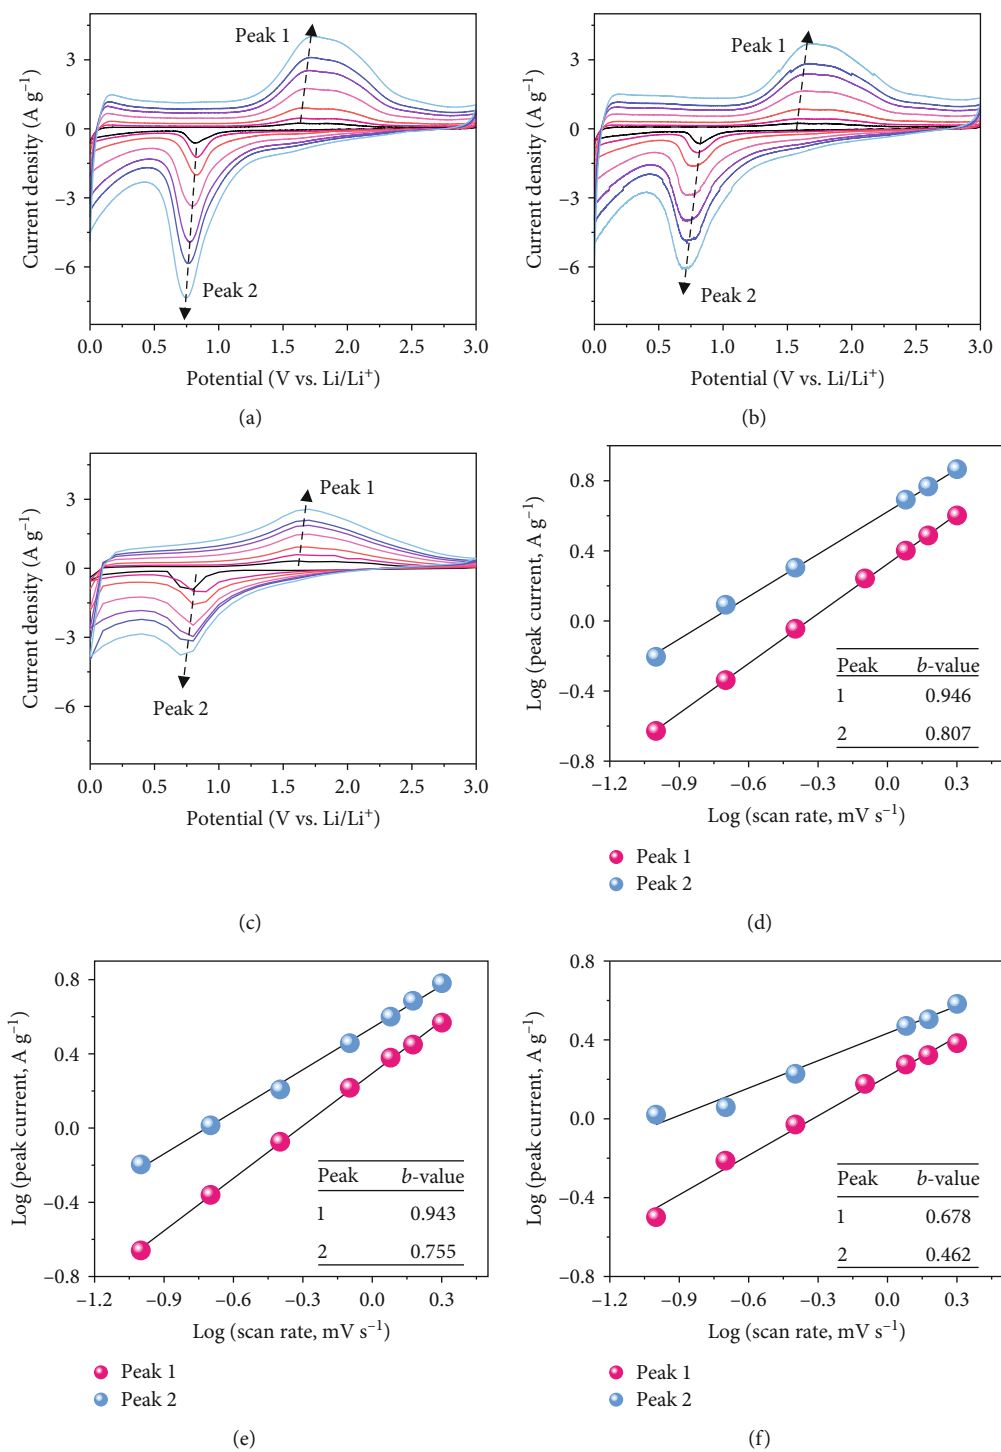 Peak 1
Peak 2
Current density (A g⁻¹)
3
0
−3
−6
0.0 0.5 1.0 1.5 2.0 2.5 3.0
Potential (V vs. Li/Li⁺)
(a)
Peak 1
Peak 2
Current density (A g⁻¹)
3
0
−3
−6
0.0 0.5 1.0 1.5 2.0 2.5 3.0
Potential (V vs. Li/Li⁺)
(b)
Peak 1
Peak 2
Current density (A g⁻¹)
3
0
−3
−6
0.0 0.5 1.0 1.5 2.0 2.5 3.0
Potential (V vs. Li/Li⁺)
(c)
Log (peak current, A g⁻¹)
0.8
0.4
0.0
−0.4
−0.8
Peak b-value
1 0.946
2 0.807
−1.2 −0.9 −0.6 −0.3 0.0 0.3
Log (scan rate, mV s⁻¹)
Peak 1
Peak 2
(d)
Log (peak current, A g⁻¹)
0.8
0.4
0.0
−0.4
−0.8
Peak b-value
1 0.943
2 0.755
−1.2 −0.9 −0.6 −0.3 0.0 0.3
Log (scan rate, mV s⁻¹)
Peak 1
Peak 2
(e)
Log (peak current, A g⁻¹)
0.8
0.4
0.0
−0.4
−0.8
Peak b-value
1 0.678
2 0.462
−1.2 −0.9 −0.6 −0.3 0.0 0.3
Log (scan rate, mV s⁻¹)
Peak 1
Peak 2
(f)